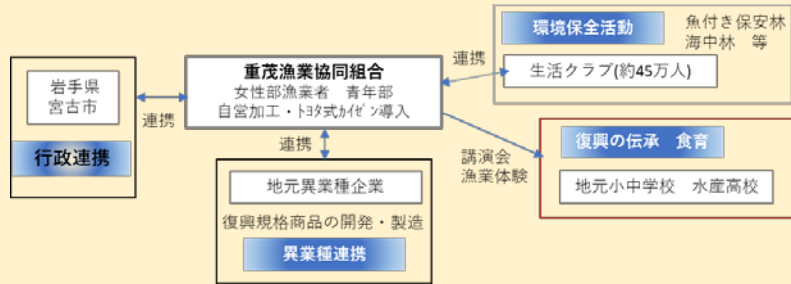 環境保全活動
魚付き保安林
海中林 等
生活クラブ(約45万人)
連携
重茂漁業協同組合
女性部漁業者 青年部
自営加工・トヨタ式カイゼン導入
岩手県
宮古市
連携
行政連携
連携
地元異業種企業
復興規格商品の開発・製造
異業種連携
講演会
漁業体験
復興の伝承 食育
地元小中学校 水産高校